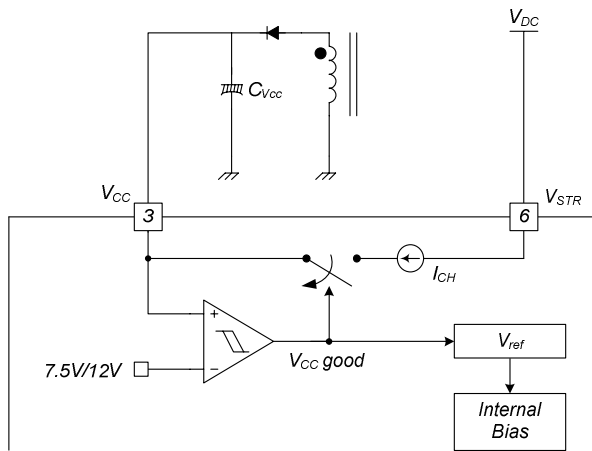 V_DC
C_Vcc
V_CC
3
6
V_STR
I_CH
+
7.5V/12V
−
V_CC good
V_ref
Internal
Bias